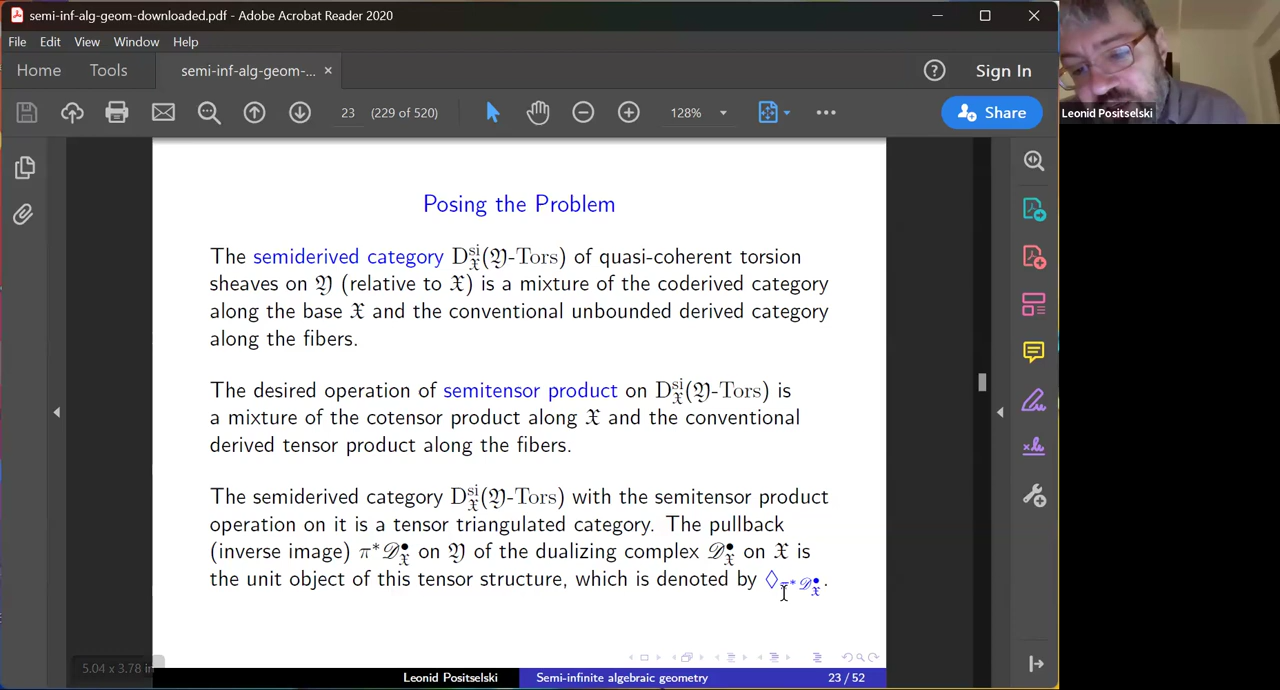 semi-inf-alg-geom-downloaded.pdf - Adobe Acrobat Reader 2020
File Edit View Window Help
Home Tools semi-inf-alg-geom-... × Sign In
23 (229 of 520) 128% Share
Leonid Positselski
Posing the Problem
The semiderived category D^si_𝔛(𝔜-Tors) of quasi-coherent torsion
sheaves on 𝔜 (relative to 𝔛) is a mixture of the coderived category
along the base 𝔛 and the conventional unbounded derived category
along the fibers.
The desired operation of semitensor product on D^si_𝔛(𝔜-Tors) is
a mixture of the cotensor product along 𝔛 and the conventional
derived tensor product along the fibers.
The semiderived category D^si_𝔛(𝔜-Tors) with the semitensor product
operation on it is a tensor triangulated category. The pullback
(inverse image) π*𝒟^•_𝔛 on 𝔜 of the dualizing complex 𝒟^•_𝔛 on 𝔛 is
the unit object of this tensor structure, which is denoted by ◊_π*𝒟^•_𝔛.
5.04 x 3.78 in
Leonid Positselski Semi-infinite algebraic geometry 23 / 52